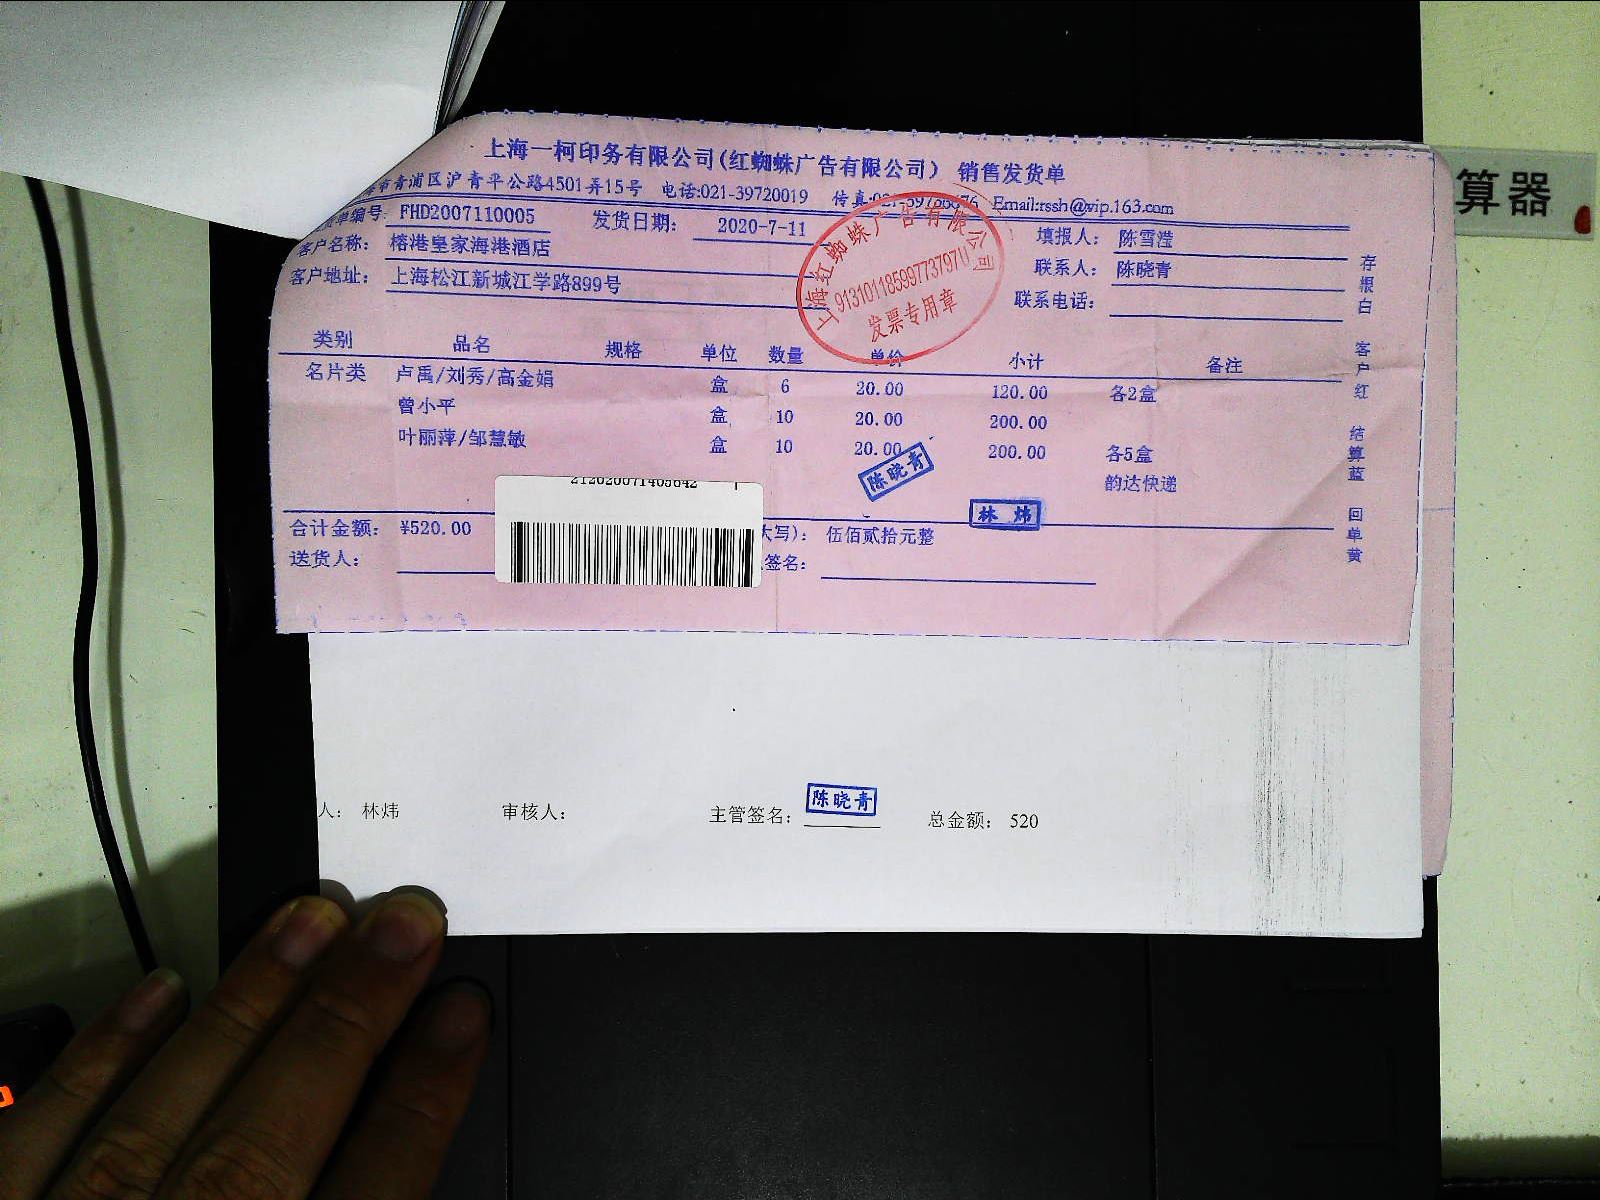 上海一柯印务有限公司(红蜘蛛广告有限公司) 销售发货单
市青浦区沪青平公路4501弄15号 电话:021-39720019 传真: Email:rssh@vip.163.com
单编号: FHD2007110005 发货日期: 2020-7-11 填报人: 陈雪滢
客户名称: 榕港皇家海港酒店 联系人: 陈晓青
客户地址: 上海松江新城江学路899号 联系电话:
上海红蜘蛛广告有限公司
发票专用章
类别 品名 规格 单位 数量 单价 小计 备注
名片类 卢禹/刘秀/高金娟 盒 6 20.00 120.00 各2盒
曾小平 盒 10 20.00 200.00
叶丽萍/邹慧敏 盒 10 20.00 200.00 各5盒
韵达快递
陈晓青
林炜
合计金额: ¥520.00 大写): 伍佰贰拾元整
送货人: 签名:
存根白 客户红 结算蓝 回单黄
人: 林炜 审核人: 主管签名: 陈晓青 总金额: 520
算器